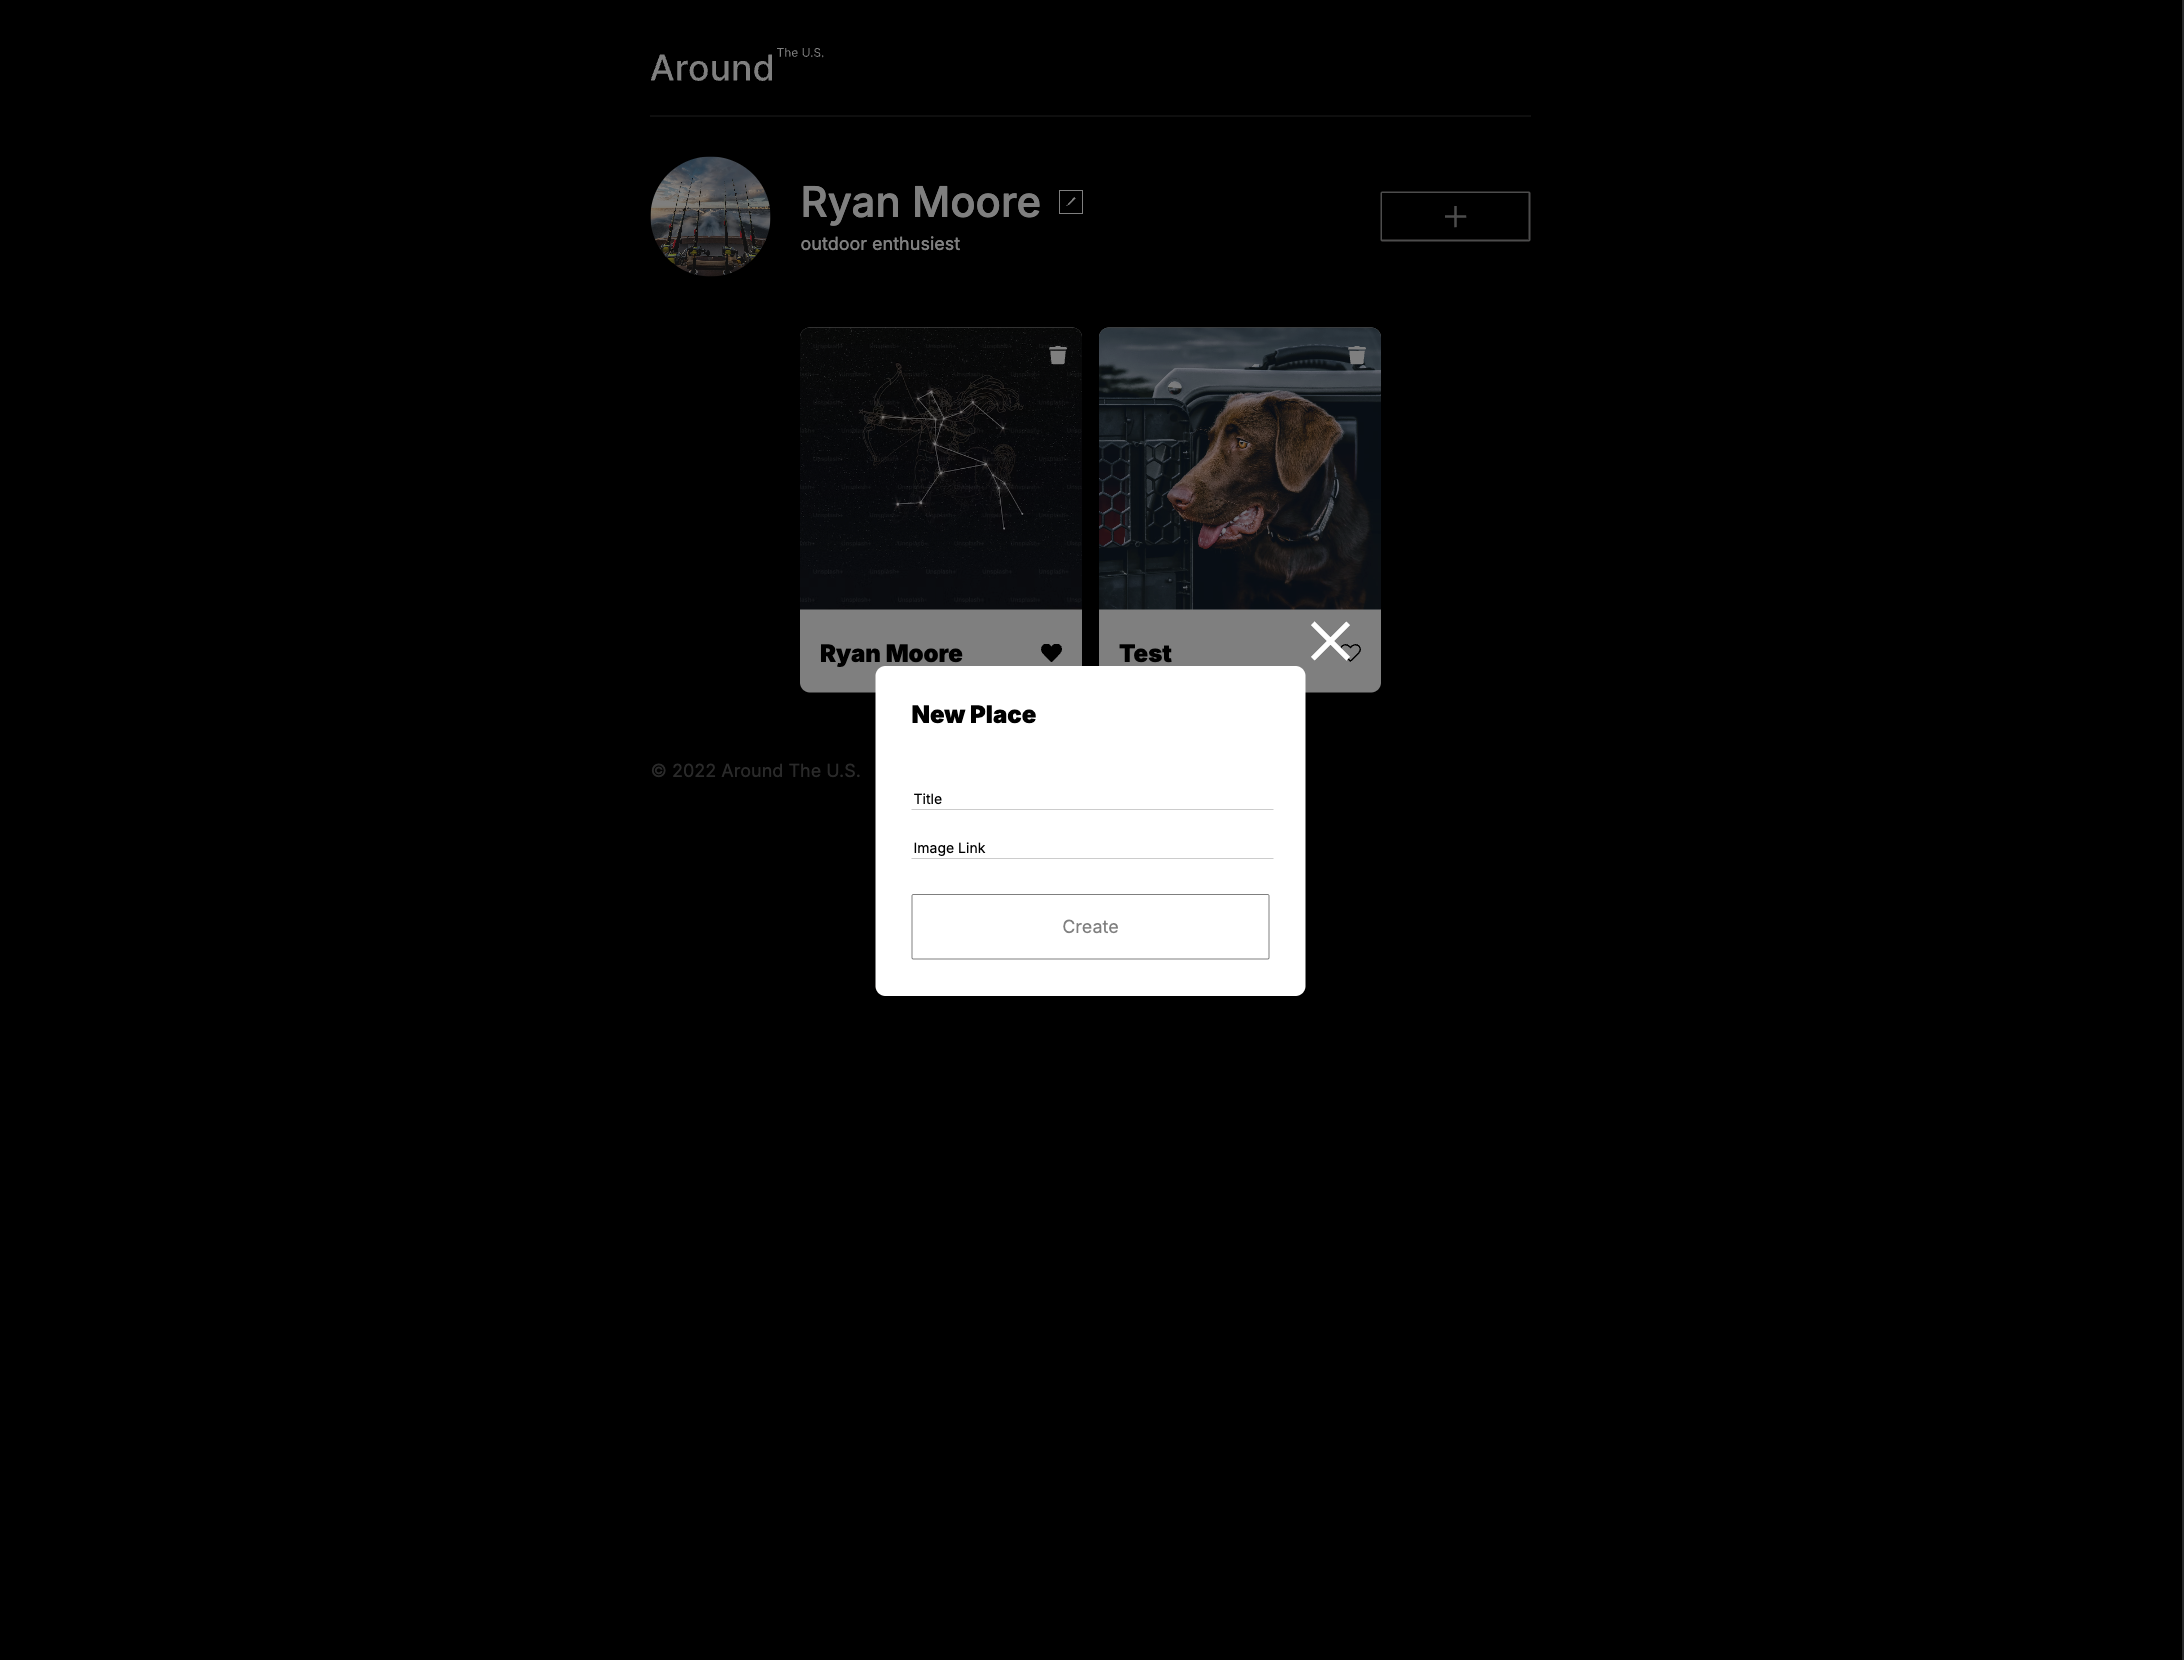 Around The U.S.
Ryan Moore
outdoor enthusiest
Ryan Moore
Test
New Place
Title
Image Link
Create
© 2022 Around The U.S.